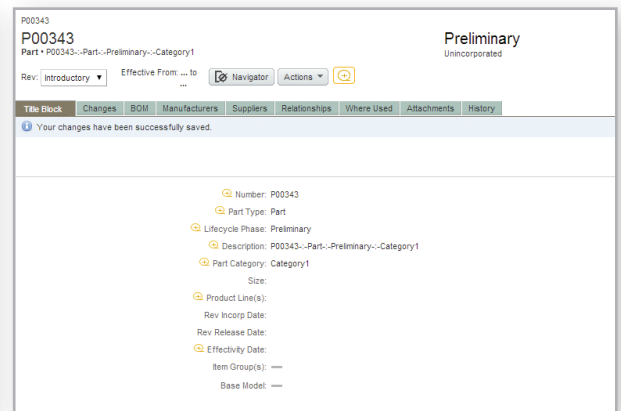 P00343
P00343
Part • P00343-:-Part-:-Preliminary-:-Category1
Preliminary
Unincorporated
Rev: Introductory Effective From: ... to ... Navigator Actions
Title Block Changes BOM Manufacturers Suppliers Relationships Where Used Attachments History
Your changes have been successfully saved.
Number: P00343
Part Type: Part
Lifecycle Phase: Preliminary
Description: P00343-:-Part-:-Preliminary-:-Category1
Part Category: Category1
Size:
Product Line(s):
Rev Incorp Date:
Rev Release Date:
Effectivity Date:
Item Group(s):
Base Model: